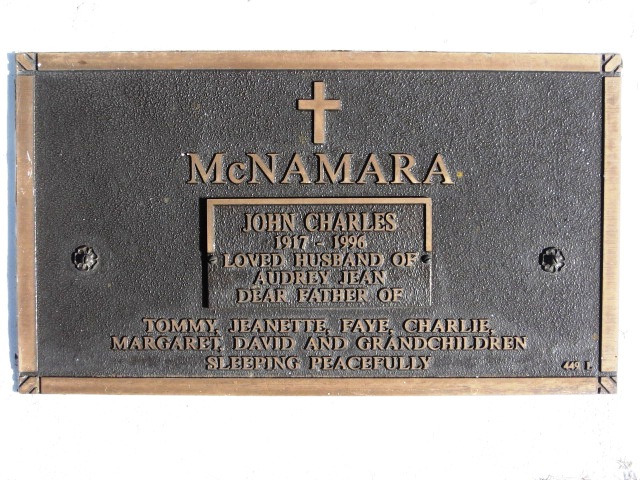 McNAMARA
JOHN CHARLES
1917 - 1996
LOVED HUSBAND OF
AUDREY JEAN
DEAR FATHER OF
TOMMY, JEANETTE, FAYE, CHARLIE,
MARGARET, DAVID AND GRANDCHILDREN
SLEEPING PEACEFULLY
449